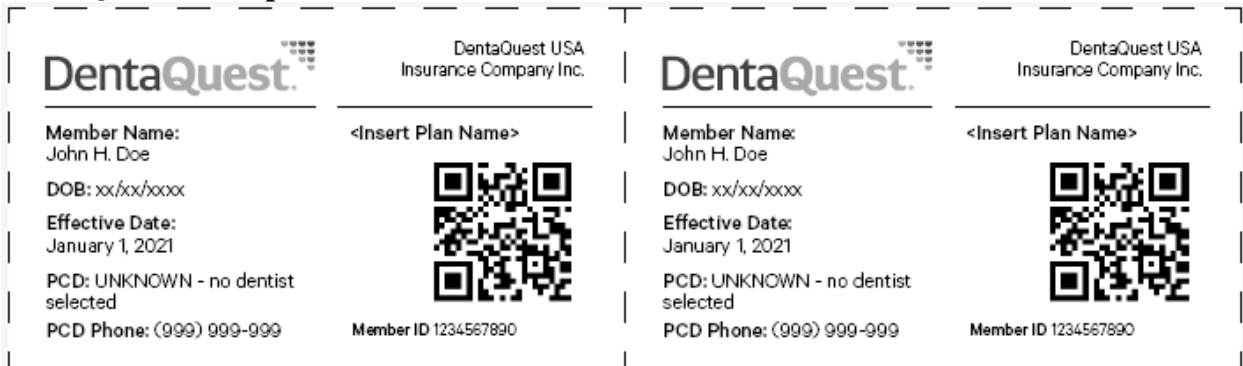 DentaQuest.
DentaQuest USA
Insurance Company Inc.
Member Name:
John H. Doe
DOB: xx/xx/xxxx
Effective Date:
January 1, 2021
PCD: UNKNOWN - no dentist
selected
PCD Phone: (999) 999-999
<Insert Plan Name>
Member ID 1234567890
DentaQuest.
DentaQuest USA
Insurance Company Inc.
Member Name:
John H. Doe
DOB: xx/xx/xxxx
Effective Date:
January 1, 2021
PCD: UNKNOWN - no dentist
selected
PCD Phone: (999) 999-999
<Insert Plan Name>
Member ID 1234567890